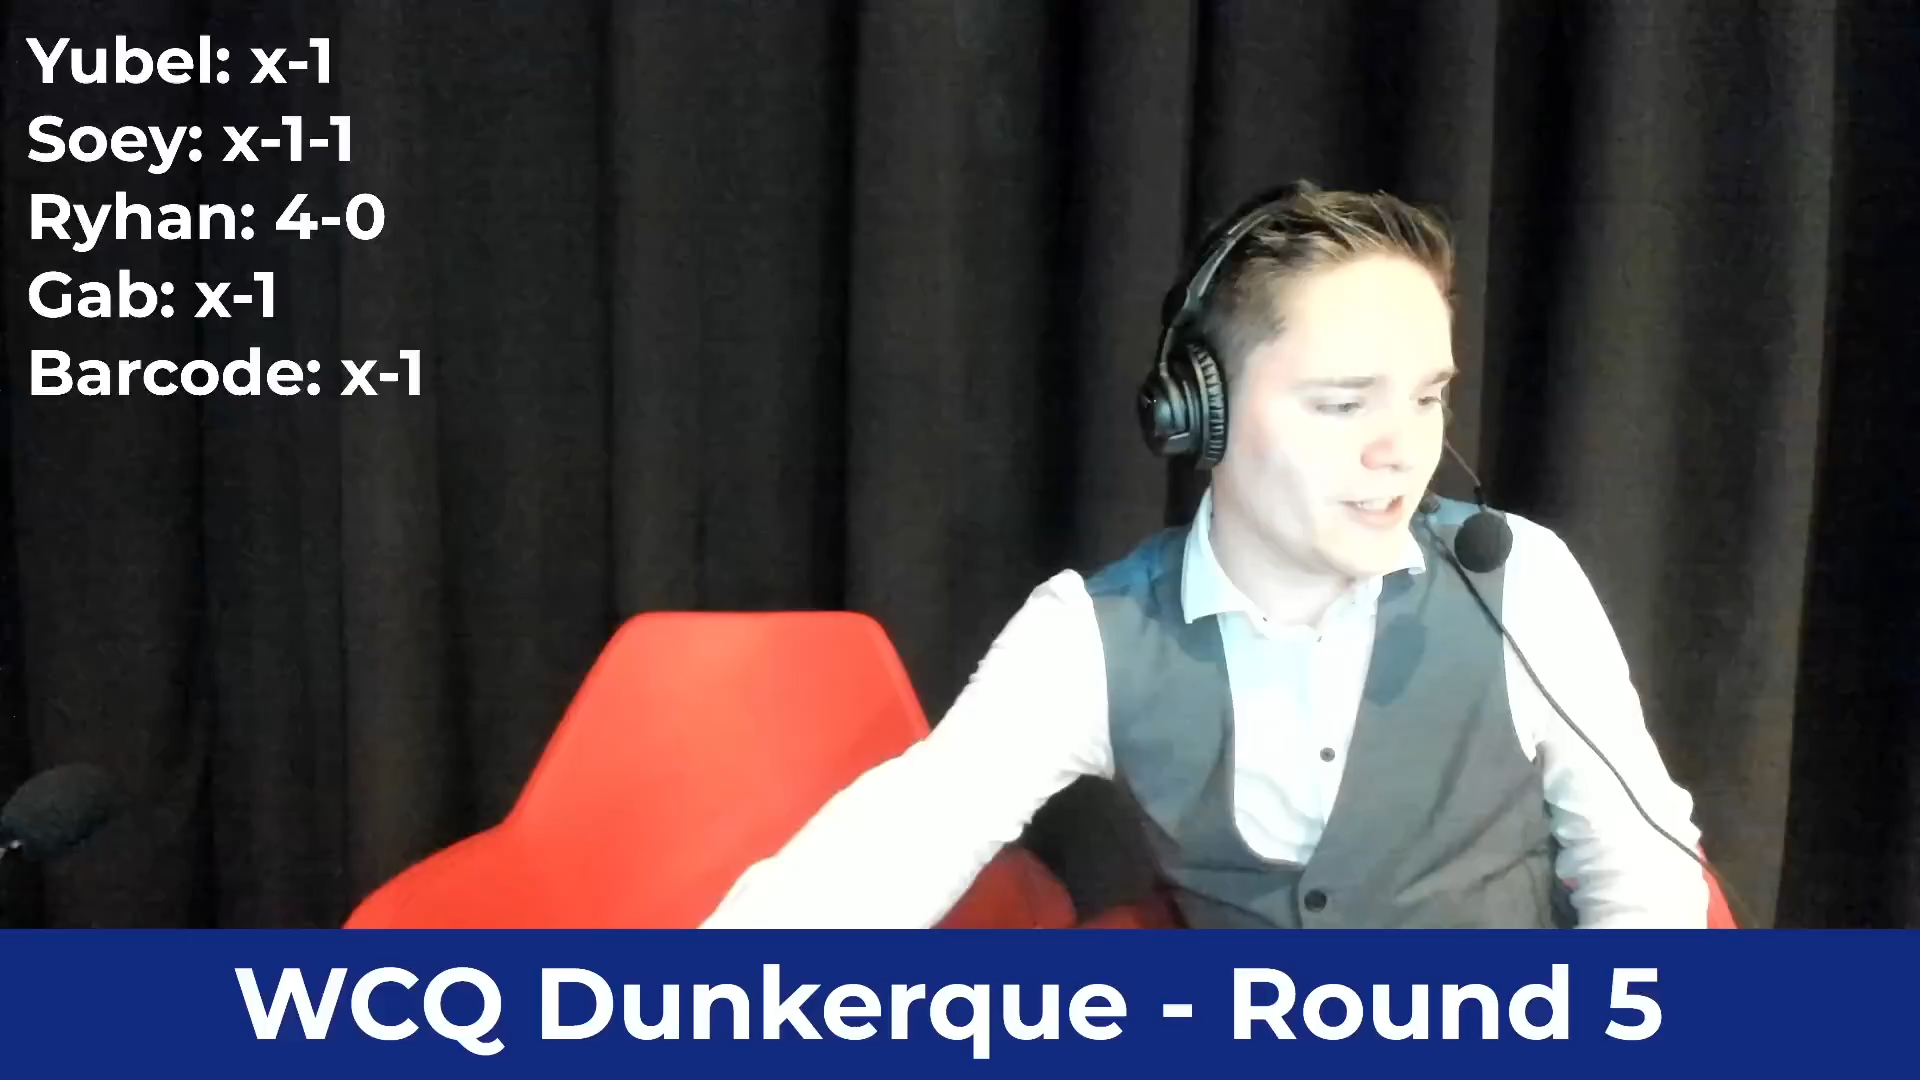 Yubel: x-1
Soey: x-1-1
Ryhan: 4-0
Gab: x-1
Barcode: x-1
WCQ Dunkerque - Round 5